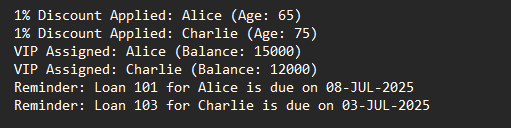 1% Discount Applied: Alice (Age: 65)
1% Discount Applied: Charlie (Age: 75)
VIP Assigned: Alice (Balance: 15000)
VIP Assigned: Charlie (Balance: 12000)
Reminder: Loan 101 for Alice is due on 08-JUL-2025
Reminder: Loan 103 for Charlie is due on 03-JUL-2025